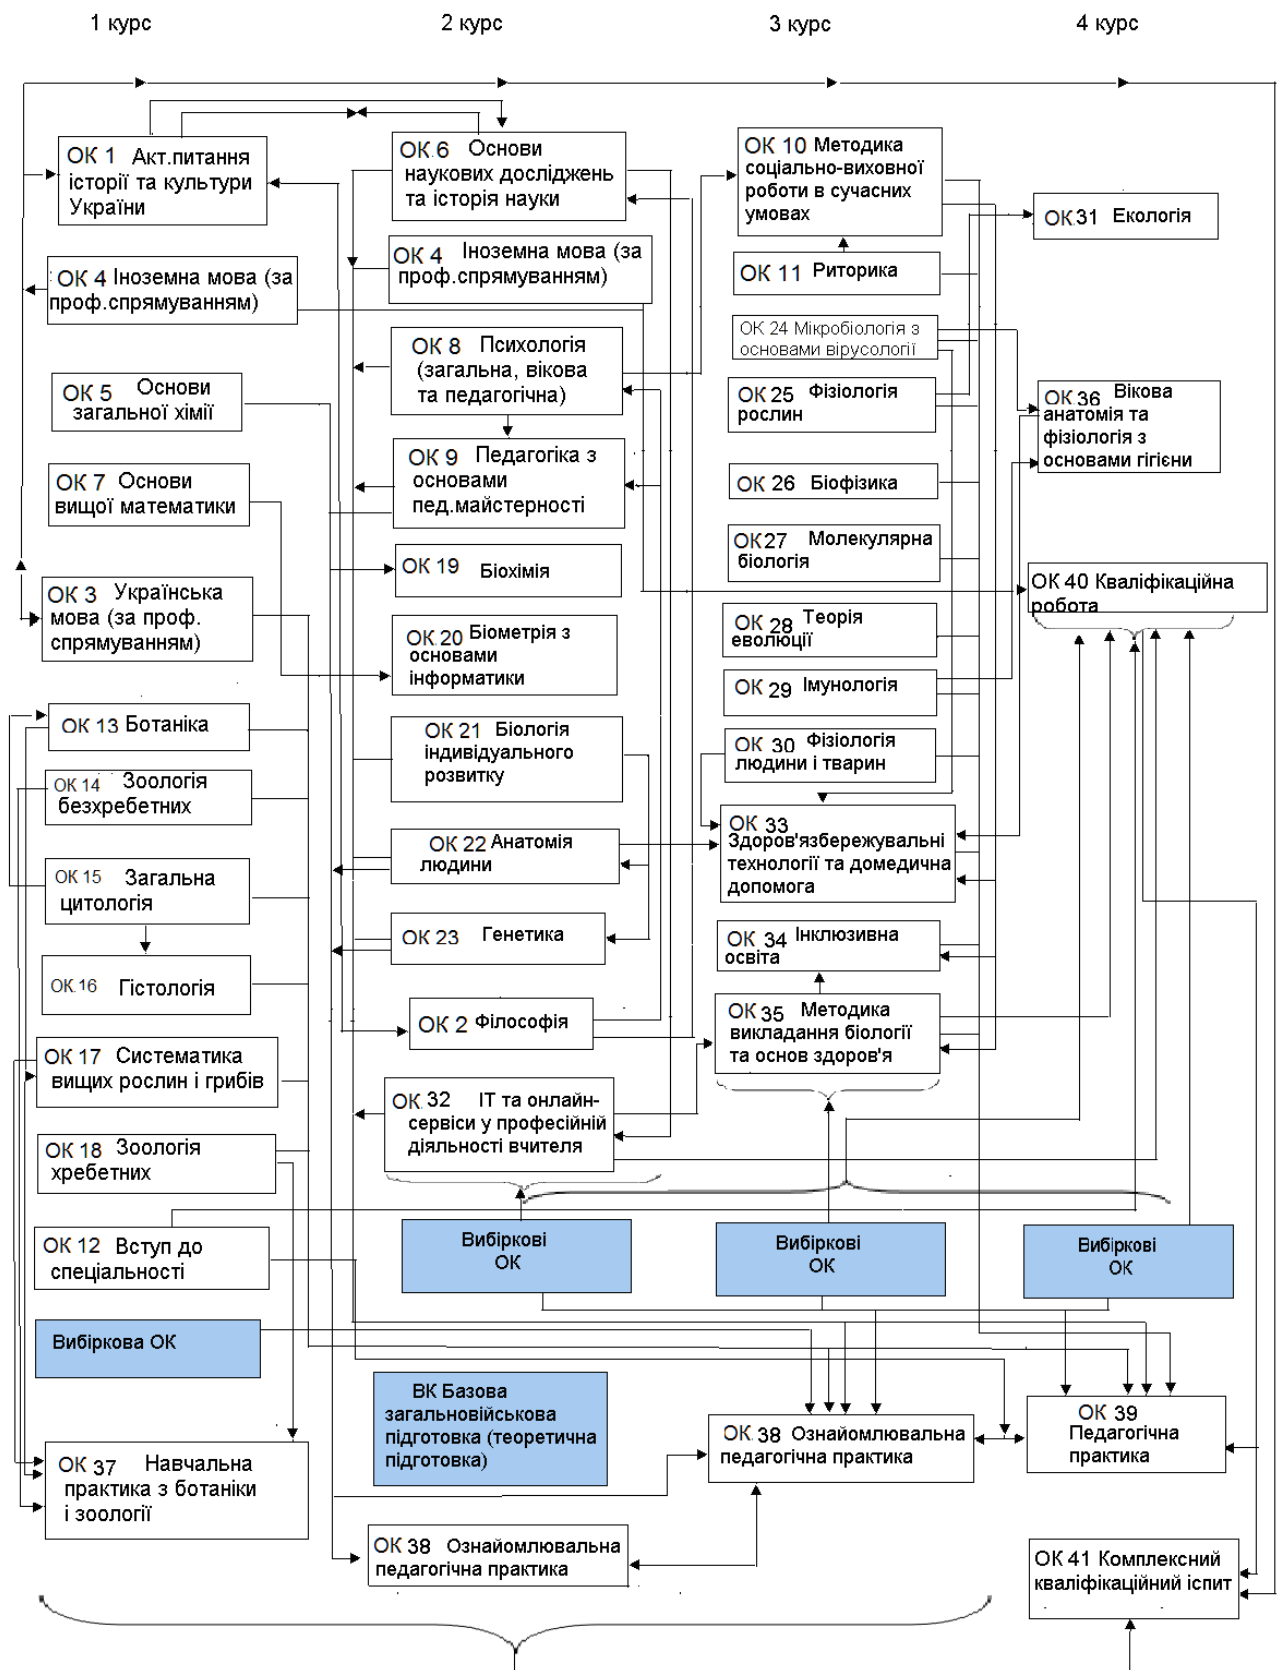 1 курс
2 курс
3 курс
4 курс
ОК 1 Акт.питання
історії та культури
України
ОК 4 Іноземна мова (за
проф.спрямуванням)
ОК 5 Основи
загальної хімії
ОК 7 Основи
вищої математики
ОК 3 Українська
мова (за проф.
спрямуванням)
ОК 13 Ботаніка
ОК 14 Зоологія
безхребетних
ОК 15 Загальна
цитологія
ОК.16 Гістологія
ОК 17 Систематика
вищих рослин і грибів
ОК 18 Зоологія
хребетних
ОК 12 Вступ до
спеціальності
Вибіркова ОК
ОК 37 Навчальна
практика з ботаніки
і зоології
ОК.6 Основи
наукових досліджень
та історія науки
ОК 4 Іноземна мова (за
проф.спрямуванням)
ОК 8 Психологія
(загальна, вікова
та педагогічна)
ОК 9 Педагогіка з
основами
пед.майстерності
ОК 19 Біохімія
ОК.20 Біометрія з
основами
інформатики
ОК 21 Біологія
індивідуального
розвитку
ОК 22 Анатомія
людини
ОК 23 Генетика
ОК 2 Філософія
ОК 32 ІТ та онлайн-
сервіси у професійній
діяльності вчителя
Вибіркові
ОК
ВК Базова
загальновійськова
підготовка (теоретична
підготовка)
ОК 38 Ознайомлювальна
педагогічна практика
ОК 10 Методика
соціально-виховної
роботи в сучасних
умовах
ОК 11 Риторика
ОК 24 Мікробіологія з
основами вірусології
ОК 25 Фізіологія
рослин
ОК 26 Біофізика
ОК27 Молекулярна
біологія
ОК 28 Теорія
еволюції
ОК 29 Імунологія
ОК 30 Фізіологія
людини і тварин
ОК 33
Здоров'язбережувальні
технології та домедична
допомога
ОК 34 Інклюзивна
освіта
ОК 35 Методика
викладання біології
та основ здоров'я
Вибіркові
ОК
ОК.38 Ознайомлювальна
педагогічна практика
ОК.31 Екологія
ОК.36 Вікова
анатомія та
фізіологія з
основами гігієни
ОК 40 Кваліфікаційна
робота
Вибіркові
ОК
ОК 39
Педагогічна
практика
ОК 41 Комплексний
кваліфікаційний іспит